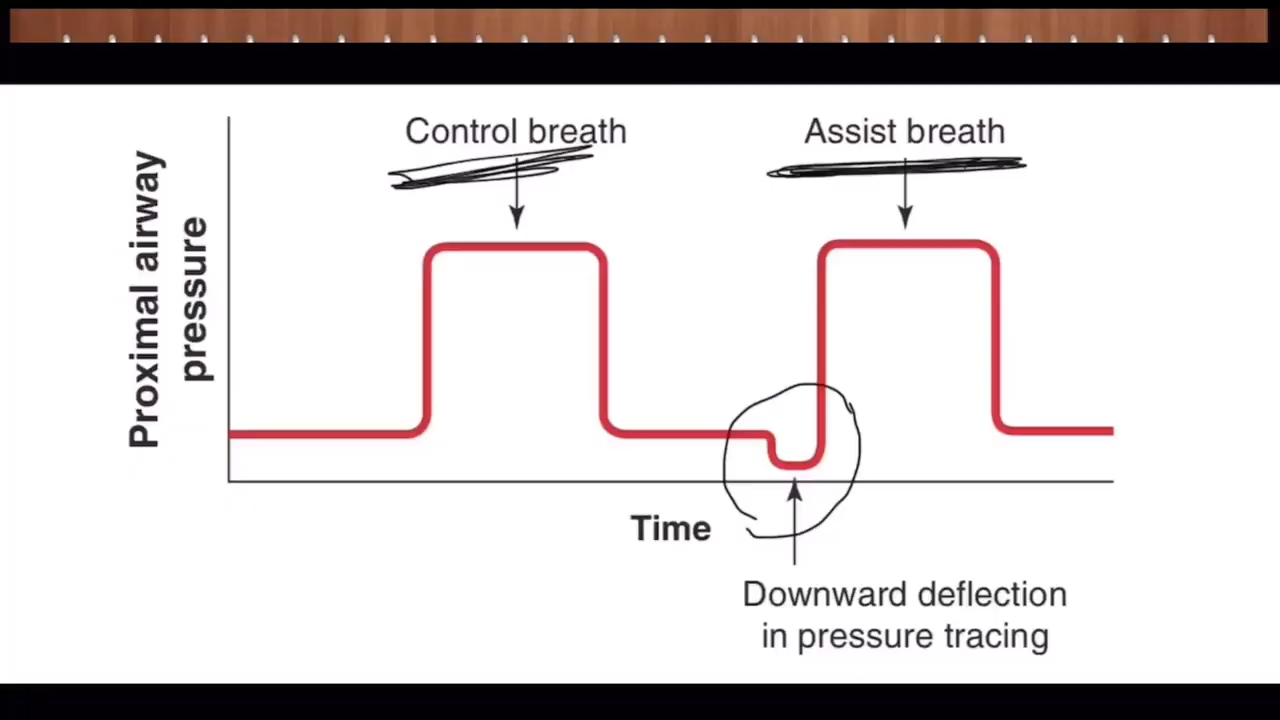 Control breath
Assist breath
Proximal airway
pressure
Time
Downward deflection
in pressure tracing